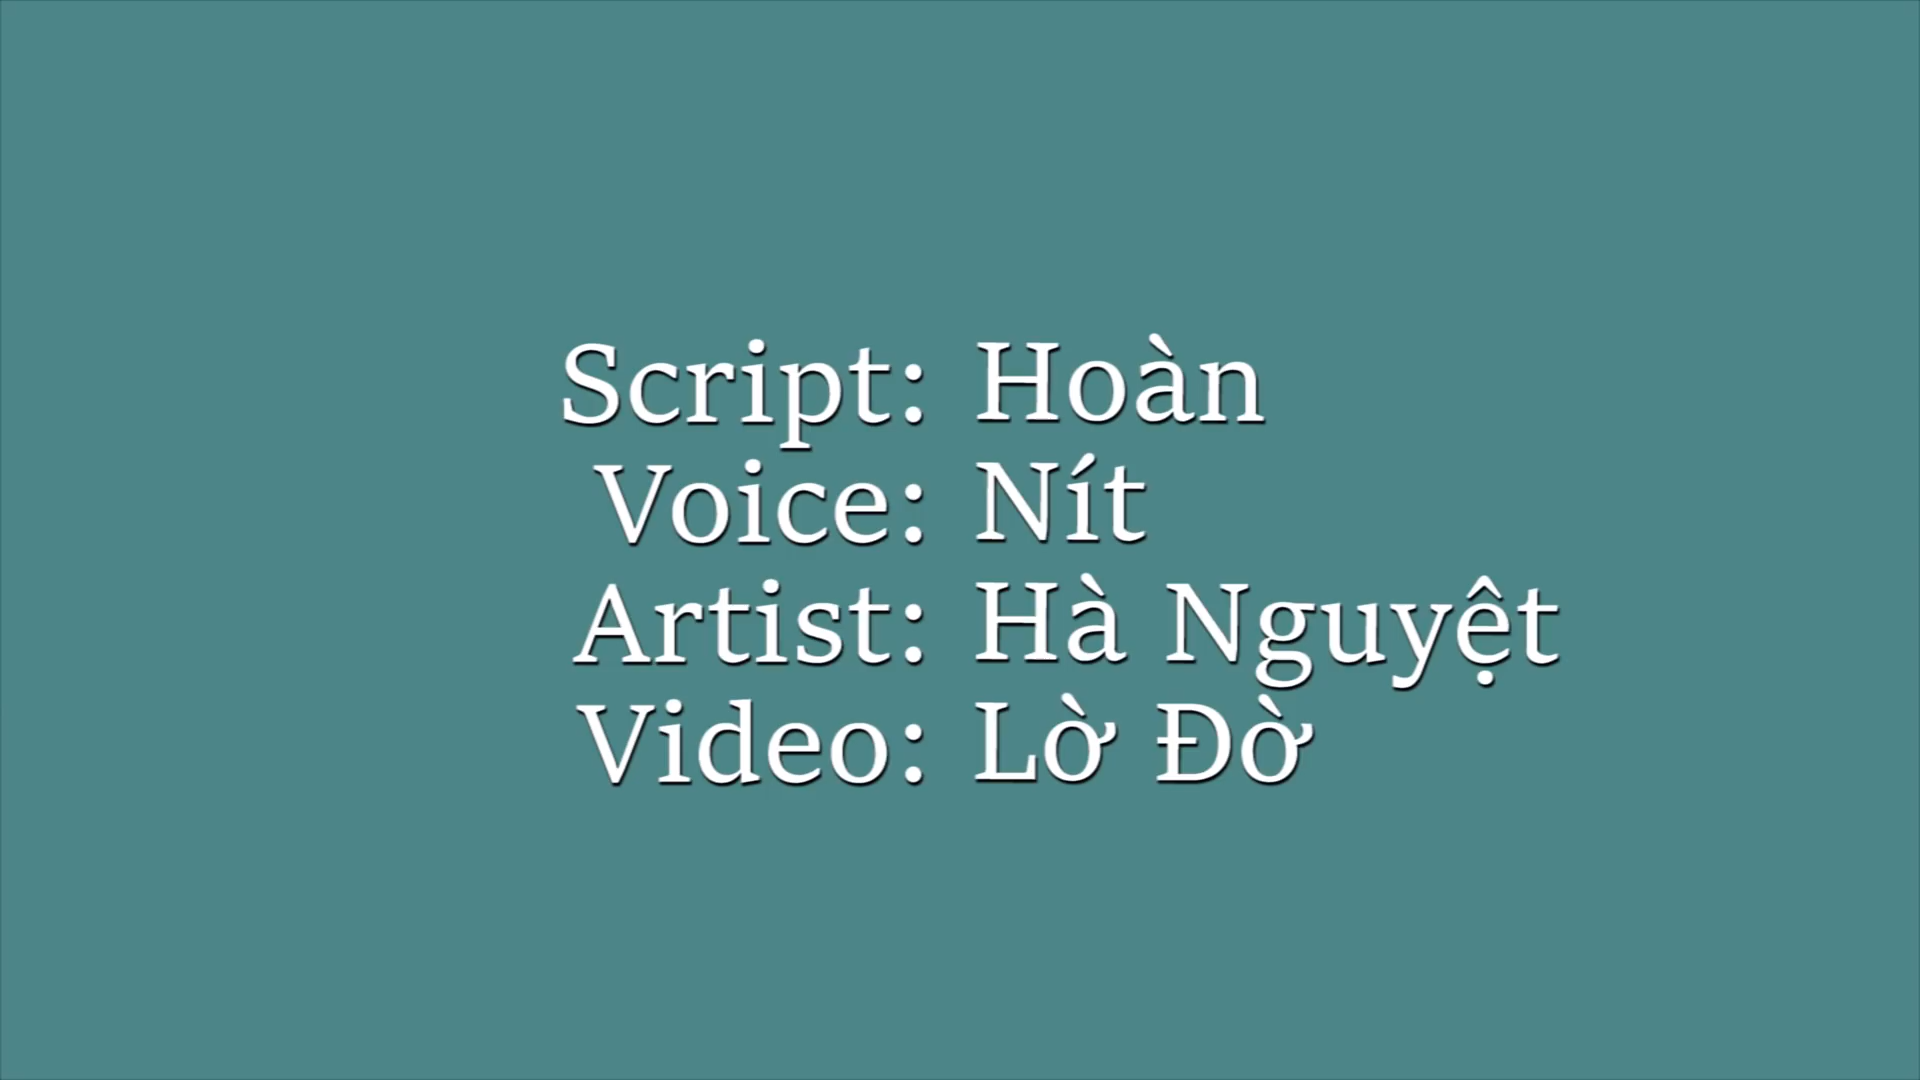 Script: Hoàn
Voice: Nít
Artist: Hà Nguyệt
Video: Lờ Đờ